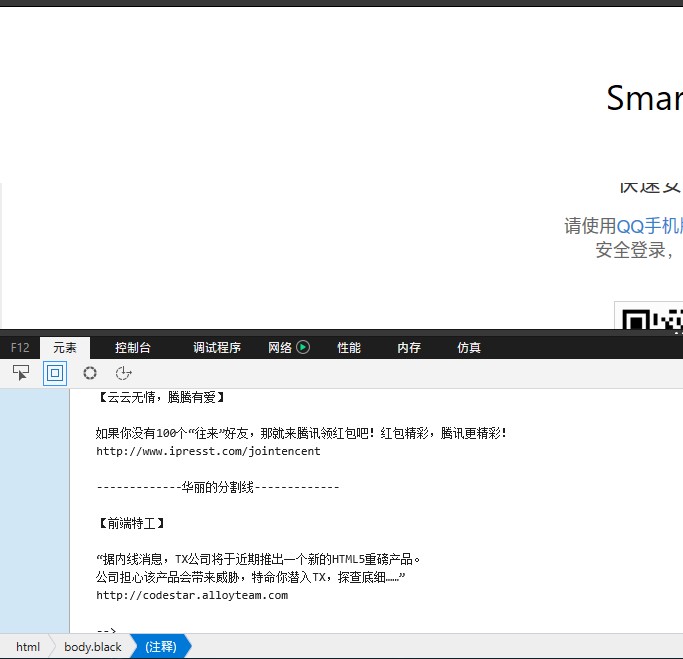 Smar
快速安
请使用QQ手机
安全登录，
F12 元素 控制台 调试程序 网络 性能 内存 仿真
【云云无情，腾腾有爱】
如果你没有100个“往来”好友，那就来腾讯领红包吧！红包精彩，腾讯更精彩！
http://www.ipresst.com/jointencent
-------------华丽的分割线-------------
【前端特工】
“据内线消息，TX公司将于近期推出一个新的HTML5重磅产品。
公司担心该产品会带来威胁，特命你潜入TX，探查底细……”
http://codestar.alloyteam.com
-->
html body.black (注释)